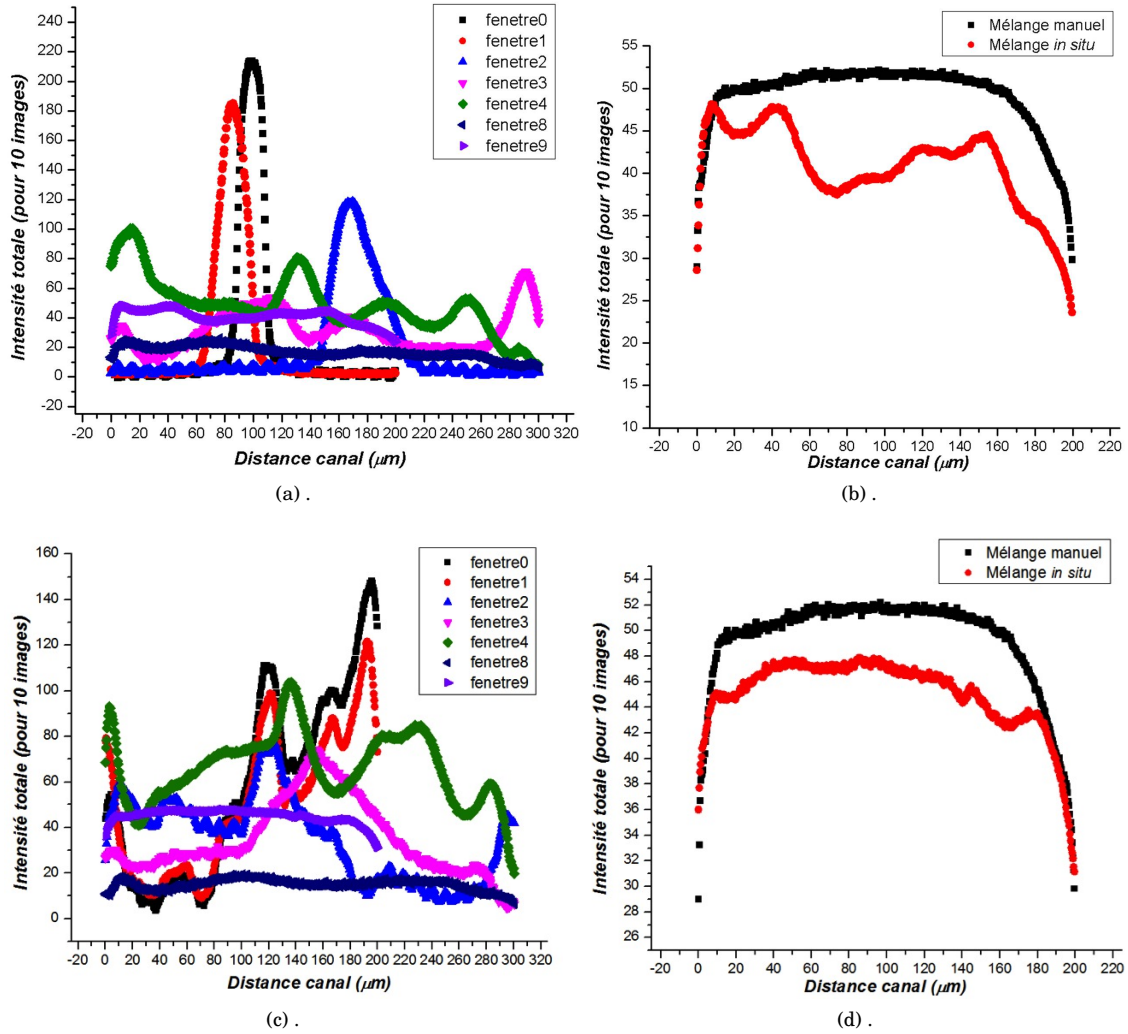 fenetre0
fenetre1
fenetre2
fenetre3
fenetre4
fenetre8
fenetre9
Intensité totale (pour 10 images)
220
200
180
160
140
120
100
80
60
40
20
0
-20
-20 0 20 40 60 80 100 120 140 160 180 200 220 240 260 280 300 320
Distance canal (µm)
(a) .
Mélange manuel
Mélange in situ
Intensité totale (pour 10 images)
55
50
45
40
35
30
25
20
15
10
-20 0 20 40 60 80 100 120 140 160 180 200 220
Distance canal (µm)
(b) .
fenetre0
fenetre1
fenetre2
fenetre3
fenetre4
fenetre8
fenetre9
Intensité totale (pour 10 images)
160
140
120
100
80
60
40
20
0
-20 0 20 40 60 80 100 120 140 160 180 200 220 240 260 280 300 320
Distance canal (µm)
(c) .
Mélange manuel
Mélange in situ
Intensité totale (pour 10 images)
54
52
50
48
46
44
42
40
38
36
34
32
30
28
26
-20 0 20 40 60 80 100 120 140 160 180 200 220
Distance canal (µm)
(d) .